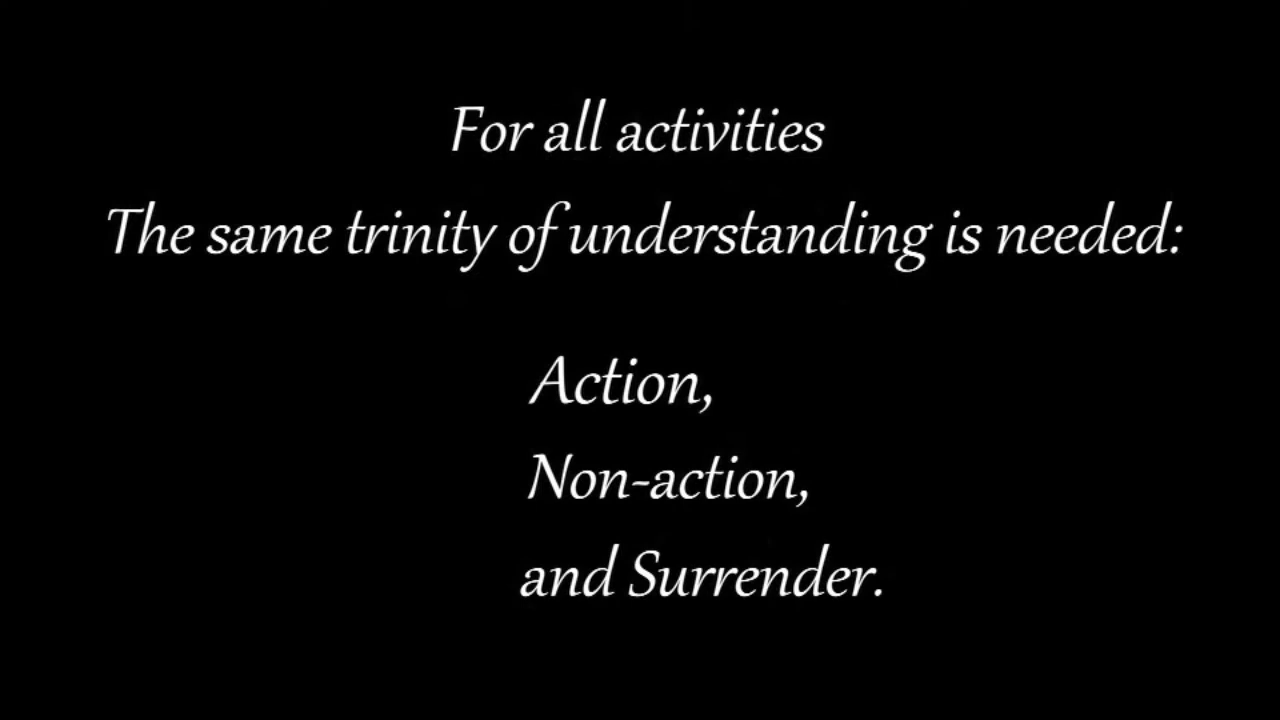 For all activities
The same trinity of understanding is needed:
Action,
Non-action,
and Surrender.